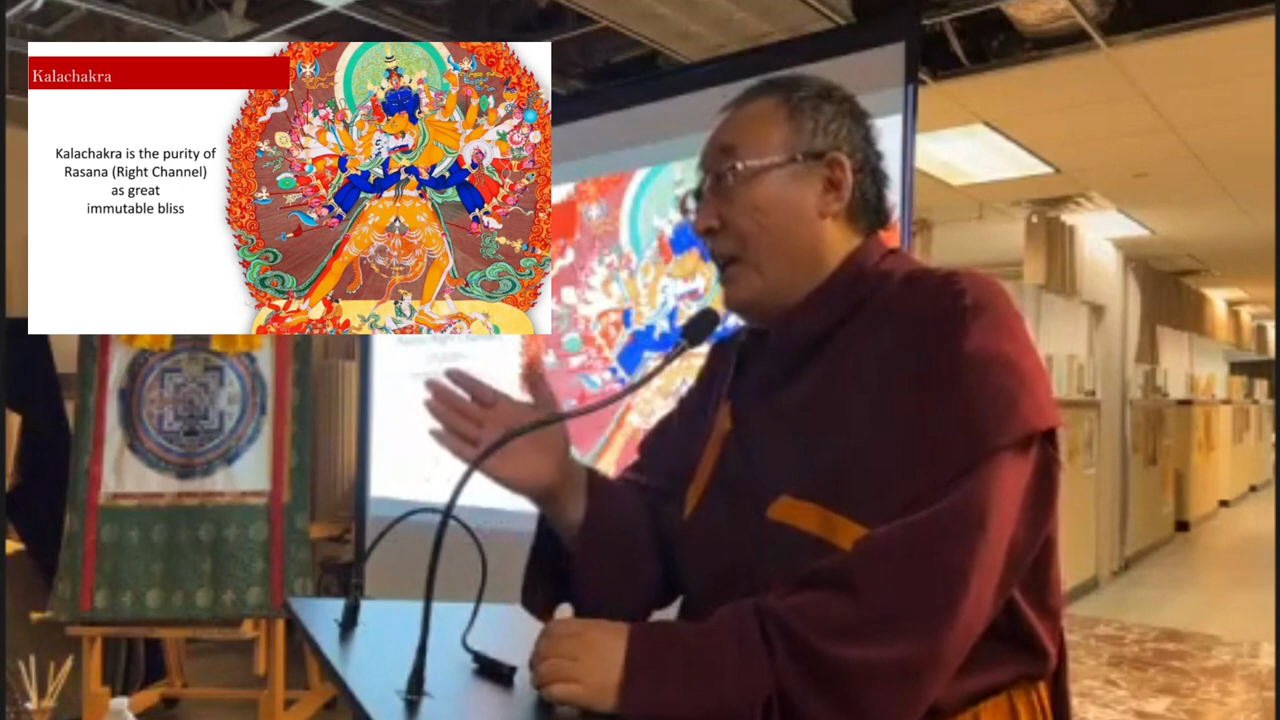 Kalachakra
Kalachakra is the purity of
Rasana (Right Channel)
as great
immutable bliss